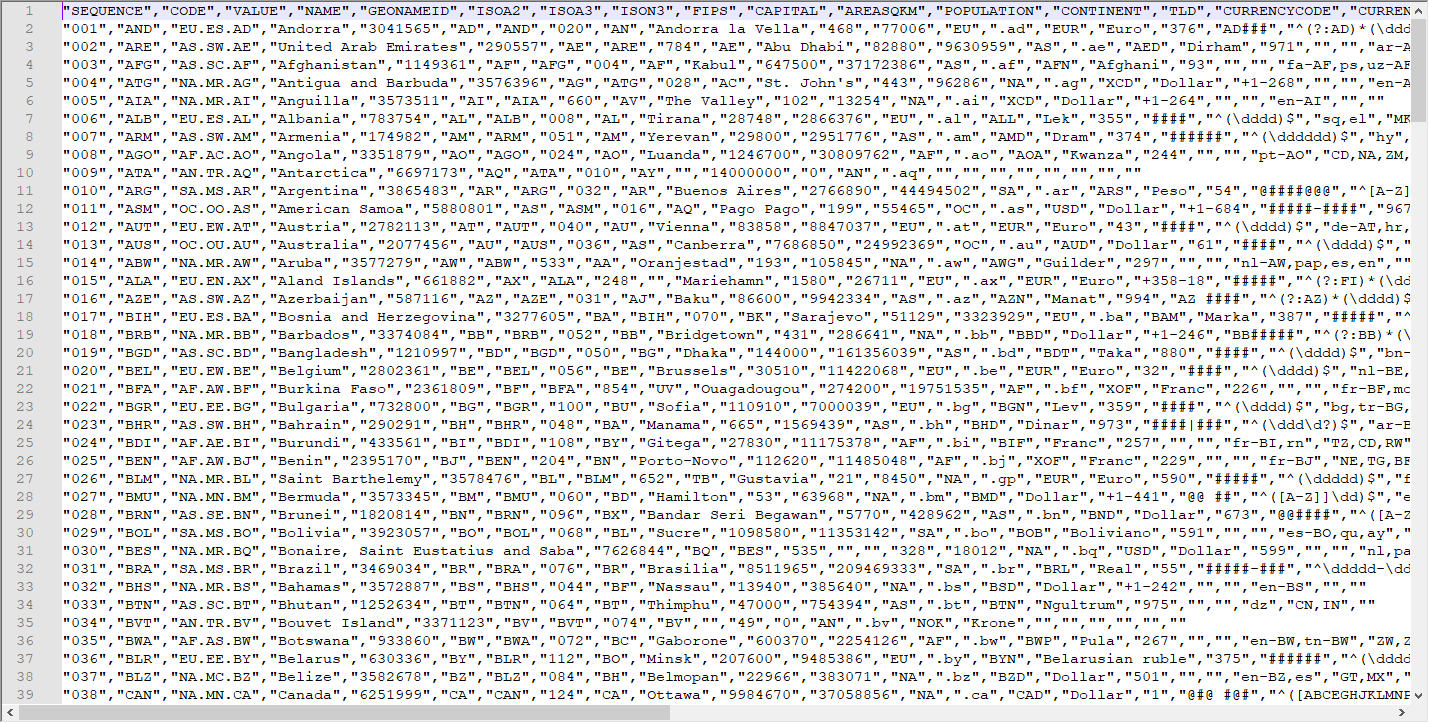 1 "SEQUENCE","CODE","VALUE","NAME","GEONAMEID","ISOA2","ISOA3","ISON3","FIPS","CAPITAL","AREASQKM","POPULATION","CONTINENT","TLD","CURRENCYCODE","CURREN
2 "001","AND","EU.ES.AD","Andorra","3041565","AD","AND","020","AN","Andorra la Vella","468","77006","EU",".ad","EUR","Euro","376","AD###","^(?:AD)*(\ddd
3 "002","ARE","AS.SW.AE","United Arab Emirates","290557","AE","ARE","784","AE","Abu Dhabi","82880","9630959","AS",".ae","AED","Dirham","971","","","ar-A
4 "003","AFG","AS.SC.AF","Afghanistan","1149361","AF","AFG","004","AF","Kabul","647500","37172386","AS",".af","AFN","Afghani","93","","","fa-AF,ps,uz-AF
5 "004","ATG","NA.MR.AG","Antigua and Barbuda","3576396","AG","ATG","028","AC","St. John's","443","96286","NA",".ag","XCD","Dollar","+1-268","","","en-A
6 "005","AIA","NA.MR.AI","Anguilla","3573511","AI","AIA","660","AV","The Valley","102","13254","NA",".ai","XCD","Dollar","+1-264","","","en-AI","",""
7 "006","ALB","EU.ES.AL","Albania","783754","AL","ALB","008","AL","Tirana","28748","2866376","EU",".al","ALL","Lek","355","####","^(\dddd)$","sq,el","MK
8 "007","ARM","AS.SW.AM","Armenia","174982","AM","ARM","051","AM","Yerevan","29800","2951776","AS",".am","AMD","Dram","374","######","^(\dddddd)$","hy",
9 "008","AGO","AF.AC.AO","Angola","3351879","AO","AGO","024","AO","Luanda","1246700","30809762","AF",".ao","AOA","Kwanza","244","","","pt-AO","CD,NA,ZM,
10 "009","ATA","AN.TR.AQ","Antarctica","6697173","AQ","ATA","010","AY","","14000000","0","AN",".aq","","","","","","","",""
11 "010","ARG","SA.MS.AR","Argentina","3865483","AR","ARG","032","AR","Buenos Aires","2766890","44494502","SA",".ar","ARS","Peso","54","@####@@@","^[A-Z]
12 "011","ASM","OC.OO.AS","American Samoa","5880801","AS","ASM","016","AQ","Pago Pago","199","55465","OC",".as","USD","Dollar","+1-684","#####-####","967
13 "012","AUT","EU.EW.AT","Austria","2782113","AT","AUT","040","AU","Vienna","83858","8847037","EU",".at","EUR","Euro","43","####","^(\dddd)$","de-AT,hr,
14 "013","AUS","OC.OU.AU","Australia","2077456","AU","AUS","036","AS","Canberra","7686850","24992369","OC",".au","AUD","Dollar","61","####","^(\dddd)$","
15 "014","ABW","NA.MR.AW","Aruba","3577279","AW","ABW","533","AA","Oranjestad","193","105845","NA",".aw","AWG","Guilder","297","","","nl-AW,pap,es,en","",
16 "015","ALA","EU.EN.AX","Aland Islands","661882","AX","ALA","248","","Mariehamn","1580","26711","EU",".ax","EUR","Euro","+358-18","#####","^(?:FI)*(\dd
17 "016","AZE","AS.SW.AZ","Azerbaijan","587116","AZ","AZE","031","AJ","Baku","86600","9942334","AS",".az","AZN","Manat","994","AZ ####","^(?:AZ)*(\dddd)$
18 "017","BIH","EU.ES.BA","Bosnia and Herzegovina","3277605","BA","BIH","070","BK","Sarajevo","51129","3323929","EU",".ba","BAM","Marka","387","#####","^
19 "018","BRB","NA.MR.BB","Barbados","3374084","BB","BRB","052","BB","Bridgetown","431","286641","NA",".bb","BBD","Dollar","+1-246","BB#####","^(?:BB)*(\
20 "019","BGD","AS.SC.BD","Bangladesh","1210997","BD","BGD","050","BG","Dhaka","144000","161356039","AS",".bd","BDT","Taka","880","####","^(\dddd)$","bn-
21 "020","BEL","EU.EW.BE","Belgium","2802361","BE","BEL","056","BE","Brussels","30510","11422068","EU",".be","EUR","Euro","32","####","^(\dddd)$","nl-BE,
22 "021","BFA","AF.AW.BF","Burkina Faso","2361809","BF","BFA","854","UV","Ouagadougou","274200","19751535","AF",".bf","XOF","Franc","226","","","fr-BF,mo
23 "022","BGR","EU.EE.BG","Bulgaria","732800","BG","BGR","100","BU","Sofia","110910","7000039","EU",".bg","BGN","Lev","359","####","^(\dddd)$","bg,tr-BG,
24 "023","BHR","AS.SW.BH","Bahrain","290291","BH","BHR","048","BA","Manama","665","1569439","AS",".bh","BHD","Dinar","973","####|###","^(\ddd\d?)$","ar-B
25 "024","BDI","AF.AE.BI","Burundi","433561","BI","BDI","108","BY","Gitega","27830","11175378","AF",".bi","BIF","Franc","257","","","fr-BI,rn","TZ,CD,RW"
26 "025","BEN","AF.AW.BJ","Benin","2395170","BJ","BEN","204","BN","Porto-Novo","112620","11485048","AF",".bj","XOF","Franc","229","","","fr-BJ","NE,TG,BF
27 "026","BLM","NA.MR.BL","Saint Barthelemy","3578476","BL","BLM","652","TB","Gustavia","21","8450","NA",".gp","EUR","Euro","590","#####","^(\ddddd)$","f
28 "027","BMU","NA.MN.BM","Bermuda","3573345","BM","BMU","060","BD","Hamilton","53","63968","NA",".bm","BMD","Dollar","+1-441","@@ ##","^([A-Z]]\dd)$","e
29 "028","BRN","AS.SE.BN","Brunei","1820814","BN","BRN","096","BX","Bandar Seri Begawan","5770","428962","AS",".bn","BND","Dollar","673","@@####","^([A-Z
30 "029","BOL","SA.MS.BO","Bolivia","3923057","BO","BOL","068","BL","Sucre","1098580","11353142","SA",".bo","BOB","Boliviano","591","","","es-BO,qu,ay","
31 "030","BES","NA.MR.BQ","Bonaire, Saint Eustatius and Saba","7626844","BQ","BES","535","","","328","18012","NA",".bq","USD","Dollar","599","","","nl,pa
32 "031","BRA","SA.MS.BR","Brazil","3469034","BR","BRA","076","BR","Brasilia","8511965","209469333","SA",".br","BRL","Real","55","#####-###","^\ddddd-\dd
33 "032","BHS","NA.MR.BS","Bahamas","3572887","BS","BHS","044","BF","Nassau","13940","385640","NA",".bs","BSD","Dollar","+1-242","","","en-BS","",""
34 "033","BTN","AS.SC.BT","Bhutan","1252634","BT","BTN","064","BT","Thimphu","47000","754394","AS",".bt","BTN","Ngultrum","975","","","dz","CN,IN",""
35 "034","BVT","AN.TR.BV","Bouvet Island","3371123","BV","BVT","074","BV","","49","0","AN",".bv","NOK","Krone","","","","","",""
36 "035","BWA","AF.AS.BW","Botswana","933860","BW","BWA","072","BC","Gaborone","600370","2254126","AF",".bw","BWP","Pula","267","","","en-BW,tn-BW","ZW,Z
37 "036","BLR","EU.EE.BY","Belarus","630336","BY","BLR","112","BO","Minsk","207600","9485386","EU",".by","BYN","Belarusian ruble","375","######","^(\dddd
38 "037","BLZ","NA.MC.BZ","Belize","3582678","BZ","BLZ","084","BH","Belmopan","22966","383071","NA",".bz","BZD","Dollar","501","","","en-BZ,es","GT,MX","
39 "038","CAN","NA.MN.CA","Canada","6251999","CA","CAN","124","CA","Ottawa","9984670","37058856","NA",".ca","CAD","Dollar","1","@#@ #@#","^([ABCEGHJKLMNP